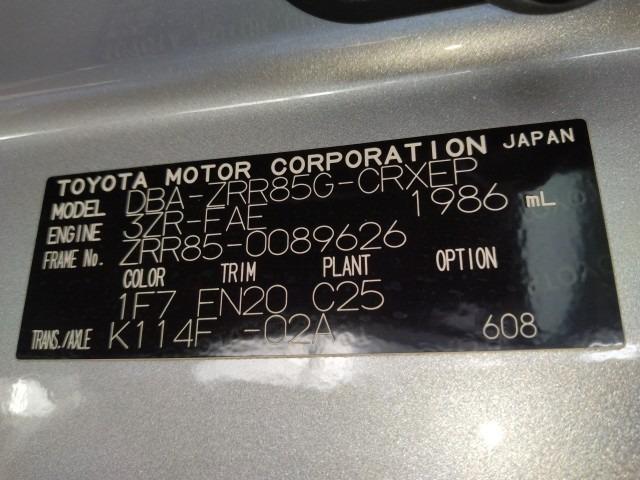 TOYOTA MOTOR CORPORATION JAPAN
MODEL DBA-ZRR85G-CRXEP
ENGINE 3ZR-FAE 1986 mL
FRAME No. ZRR85-0089626
COLOR TRIM PLANT OPTION
1F7 EN20 C25
TRANS./AXLE K114F -02A 608